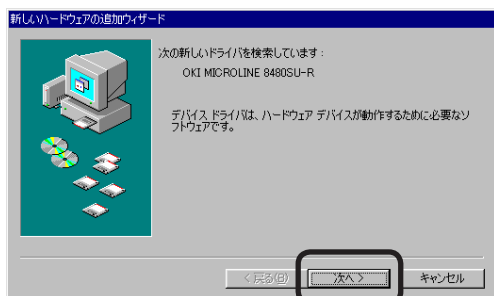 新しいハードウェアの追加ウィザード
次の新しいドライバを検索しています :
OKI MICROLINE 8480SU-R
デバイス ドライバは、ハードウェア デバイスが動作するために必要なソ
フトウェアです。
< 戻る(B)
次へ >
キャンセル